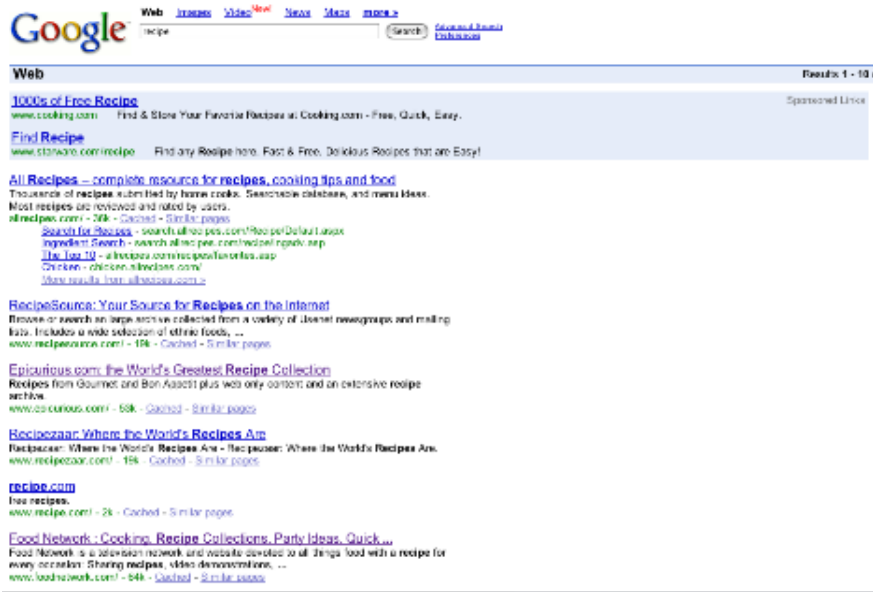 Google
Web Images Video New! News Maps more »
recipe Search Advanced Search
Preferences
Web Results 1 - 10
1000s of Free Recipe Sponsored Links
www.cooking.com Find & Store Your Favorite Recipes at Cooking.com - Free, Quick, Easy.
Find Recipe
www.starware.com/recipe Find any Recipe here. Fast & Free. Delicious Recipes that are Easy!
All Recipes – complete resource for recipes, cooking tips and food
Thousands of recipes submitted by home cooks. Searchable database, and menu ideas.
Most recipes are reviewed and rated by users.
allrecipes.com/ - 36k - Cached - Similar pages
Search for Recipes - search.allrecipes.com/Recipe/Default.aspx
Ingredient Search - search.allrecipes.com/recipe/ingadv.asp
The Top 10 - allrecipes.com/recipes/favorites.asp
Chicken - chicken.allrecipes.com/
More results from allrecipes.com »
RecipeSource: Your Source for Recipes on the Internet
Browse or search an large archive collected from a variety of Usenet newsgroups and mailing
lists. Includes a wide selection of ethnic foods, ...
www.recipesource.com/ - 19k - Cached - Similar pages
Epicurious.com: the World's Greatest Recipe Collection
Recipes from Gourmet and Bon Appetit plus web only content and an extensive recipe
archive.
www.epicurious.com/ - 58k - Cached - Similar pages
Recipezaar: Where the World's Recipes Are
Recipezaar: Where the World's Recipes Are - Recipezaar: Where the World's Recipes Are.
www.recipezaar.com/ - 19k - Cached - Similar pages
recipe.com
free recipes.
www.recipe.com/ - 2k - Cached - Similar pages
Food Network : Cooking, Recipe Collections, Party Ideas, Quick ...
Food Network is a television network and website devoted to all things food with a recipe for
every occasion: Sharing recipes, video demonstrations, ...
www.foodnetwork.com/ - 64k - Cached - Similar pages